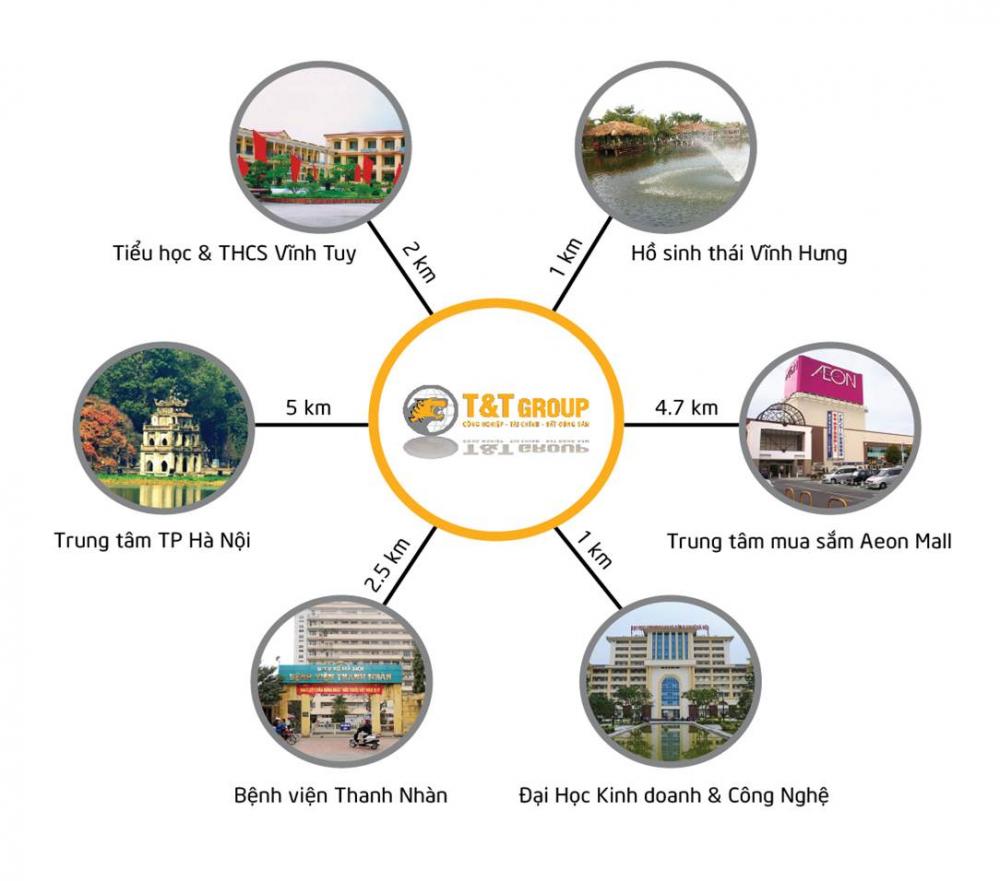 Tiểu học & THCS Vĩnh Tuy
2 km
1 km
Hồ sinh thái Vĩnh Hưng
5 km
T&T GROUP
CÔNG NGHIỆP - TÀI CHÍNH - BẤT ĐỘNG SẢN
4.7 km
AEON
Trung tâm TP Hà Nội
Trung tâm mua sắm Aeon Mall
2.5 km
1 km
BỆNH VIỆN THANH NHÀN
Bệnh viện Thanh Nhàn
Đại Học Kinh doanh & Công Nghệ